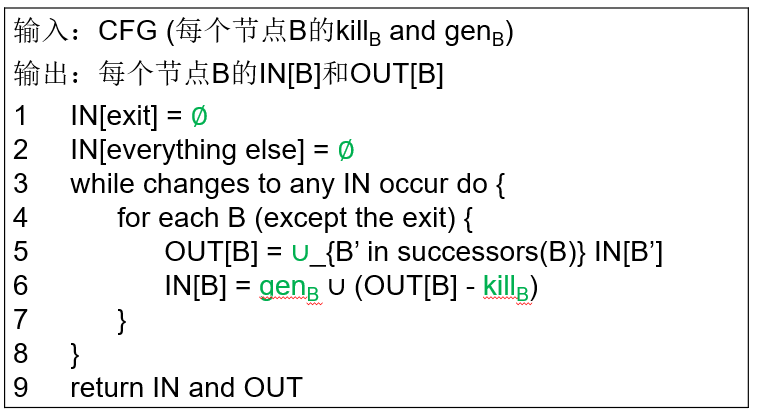 输入：CFG (每个节点B的killB and genB)
输出：每个节点B的IN[B]和OUT[B]
1 IN[exit] = ∅
2 IN[everything else] = ∅
3 while changes to any IN occur do {
4 for each B (except the exit) {
5 OUT[B] = ∪_{B’ in successors(B)} IN[B’]
6 IN[B] = genB ∪ (OUT[B] - killB)
7 }
8 }
9 return IN and OUT